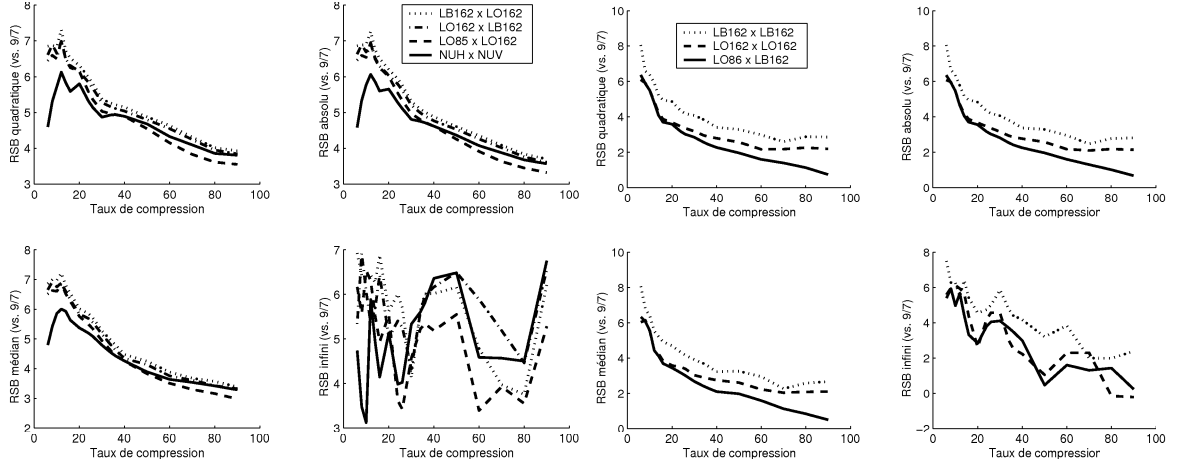 8
7
6
5
4
3
0 20 40 60 80 100
RSB quadratique (vs. 9/7)
Taux de compression
8
7
6
5
4
3
0 20 40 60 80 100
RSB absolu (vs. 9/7)
Taux de compression
LB162 x LO162
LO162 x LB162
LO85 x LO162
NUH x NUV
10
8
6
4
2
0
0 20 40 60 80 100
RSB quadratique (vs. 9/7)
Taux de compression
LB162 x LB162
LO162 x LO162
LO86 x LB162
10
8
6
4
2
0
0 20 40 60 80 100
RSB absolu (vs. 9/7)
Taux de compression
8
7
6
5
4
3
2
0 20 40 60 80 100
RSB médian (vs. 9/7)
Taux de compression
7
6
5
4
3
0 20 40 60 80 100
RSB infini (vs. 9/7)
Taux de compression
10
8
6
4
2
0
0 20 40 60 80 100
RSB médian (vs. 9/7)
Taux de compression
8
6
4
2
0
−2
0 20 40 60 80 100
RSB infini (vs. 9/7)
Taux de compression